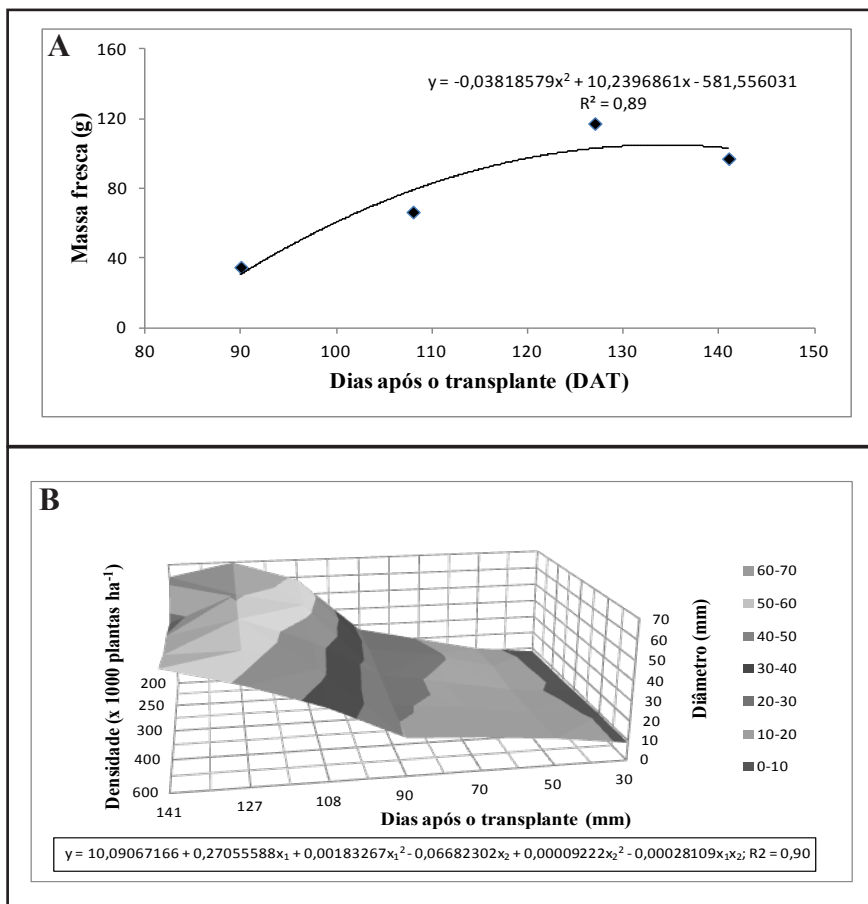 A
160
120
80
40
0
Massa fresca (g)
y = -0,03818579x² + 10,2396861x - 581,556031
R² = 0,89
80 90 100 110 120 130 140 150
Dias após o transplante (DAT)
B
Densidade (x 1000 plantas ha⁻¹)
200
250
300
400
600
141 127 108 90 70 50 30
Dias após o transplante (mm)
70
60
50
40
30
20
10
0
Diâmetro (mm)
60-70
50-60
40-50
30-40
20-30
10-20
0-10
y = 10,09067166 + 0,27055588x₁ + 0,00183267x₁² - 0,06682302x₂ + 0,00009222x₂² - 0,00028109x₁x₂; R2 = 0,90